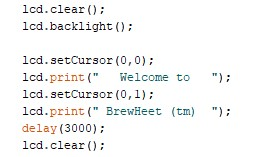 lcd.clear();
lcd.backlight();

lcd.setCursor(0,0);
lcd.print("   Welcome to   ");
lcd.setCursor(0,1);
lcd.print(" BrewHeet (tm)  ");
delay(3000);
lcd.clear();